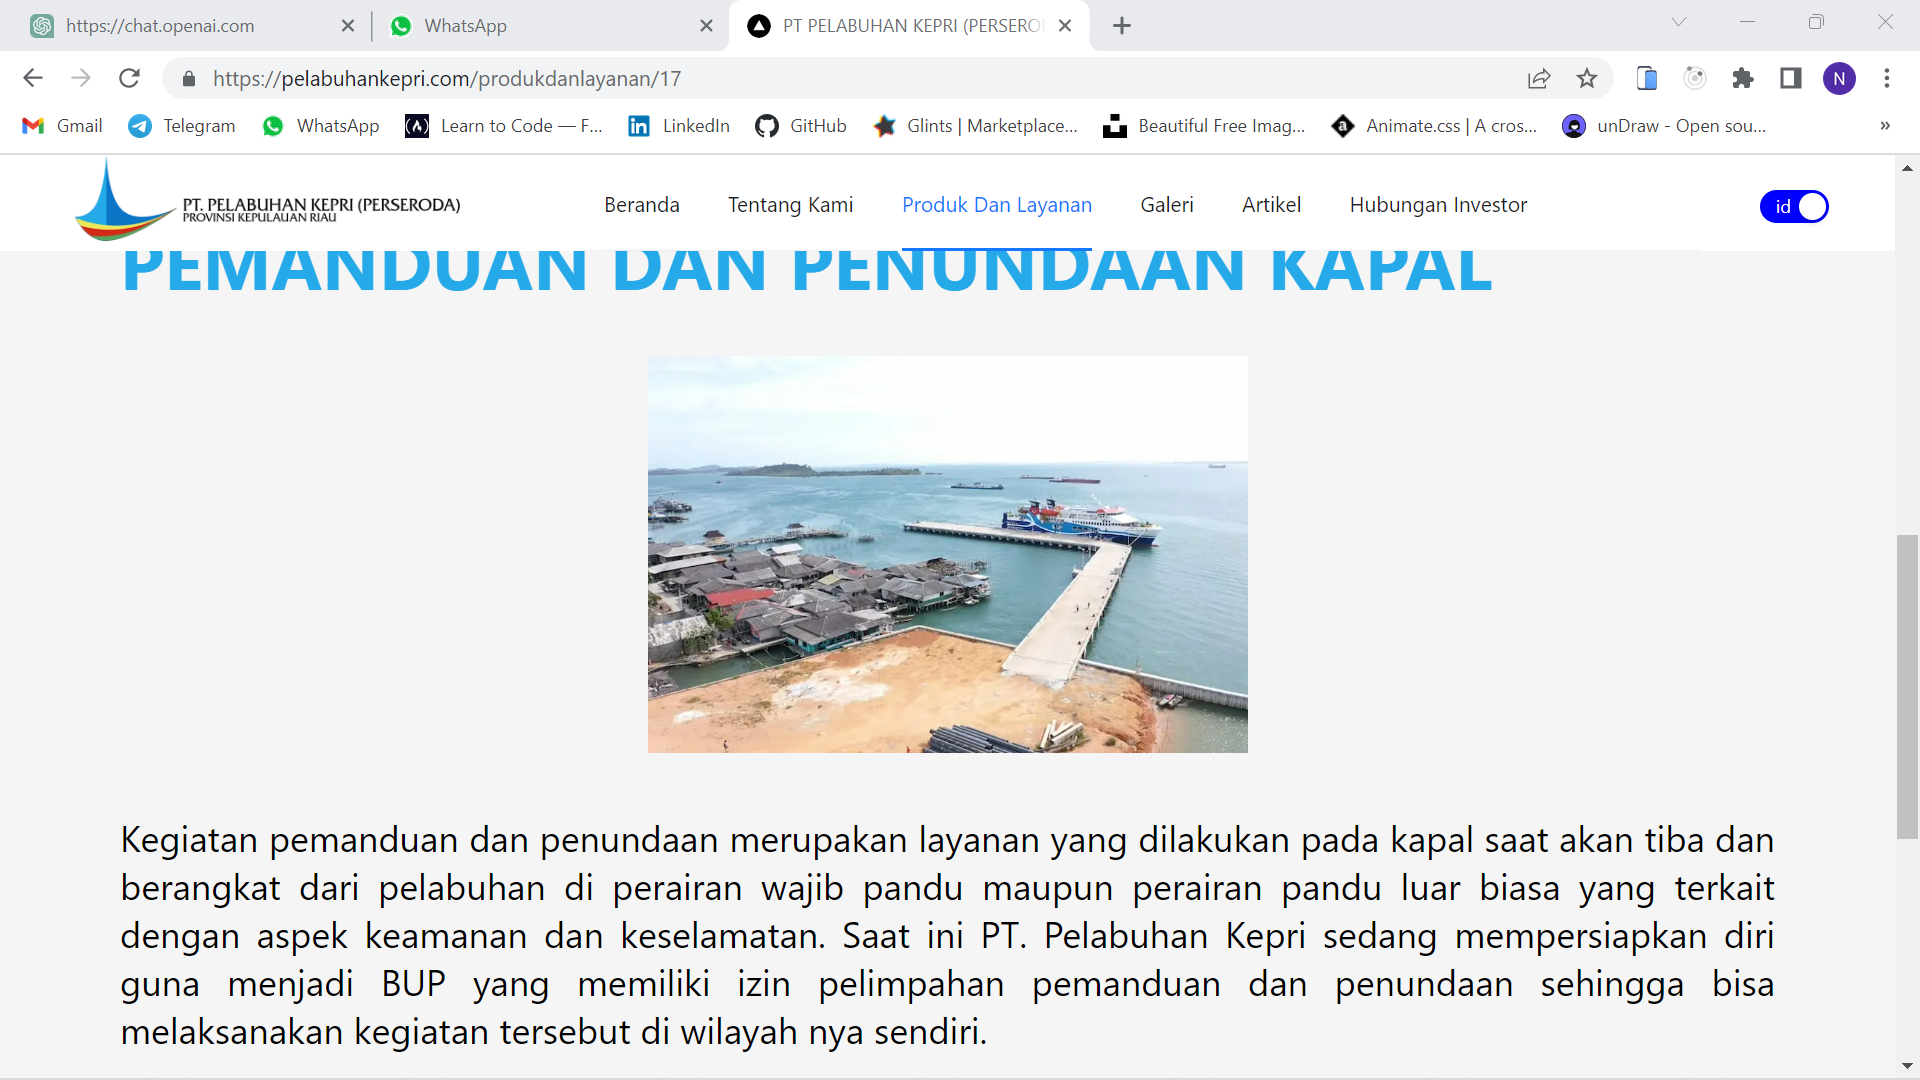 https://chat.openai.com
WhatsApp
PT PELABUHAN KEPRI (PERSERO
https://pelabuhankepri.com/produkdanlayanan/17
N
Gmail
Telegram
WhatsApp
Learn to Code — F...
LinkedIn
GitHub
Glints | Marketplace...
Beautiful Free Imag...
Animate.css | A cros...
unDraw - Open sou...
»
PT. PELABUHAN KEPRI (PERSERODA)
PROVINSI KEPULAUAN RIAU
Beranda
Tentang Kami
Produk Dan Layanan
Galeri
Artikel
Hubungan Investor
id
PEMANDUAN DAN PENUNDAAN KAPAL
Kegiatan pemanduan dan penundaan merupakan layanan yang dilakukan pada kapal saat akan tiba dan
berangkat dari pelabuhan di perairan wajib pandu maupun perairan pandu luar biasa yang terkait
dengan aspek keamanan dan keselamatan. Saat ini PT. Pelabuhan Kepri sedang mempersiapkan diri
guna menjadi BUP yang memiliki izin pelimpahan pemanduan dan penundaan sehingga bisa
melaksanakan kegiatan tersebut di wilayah nya sendiri.